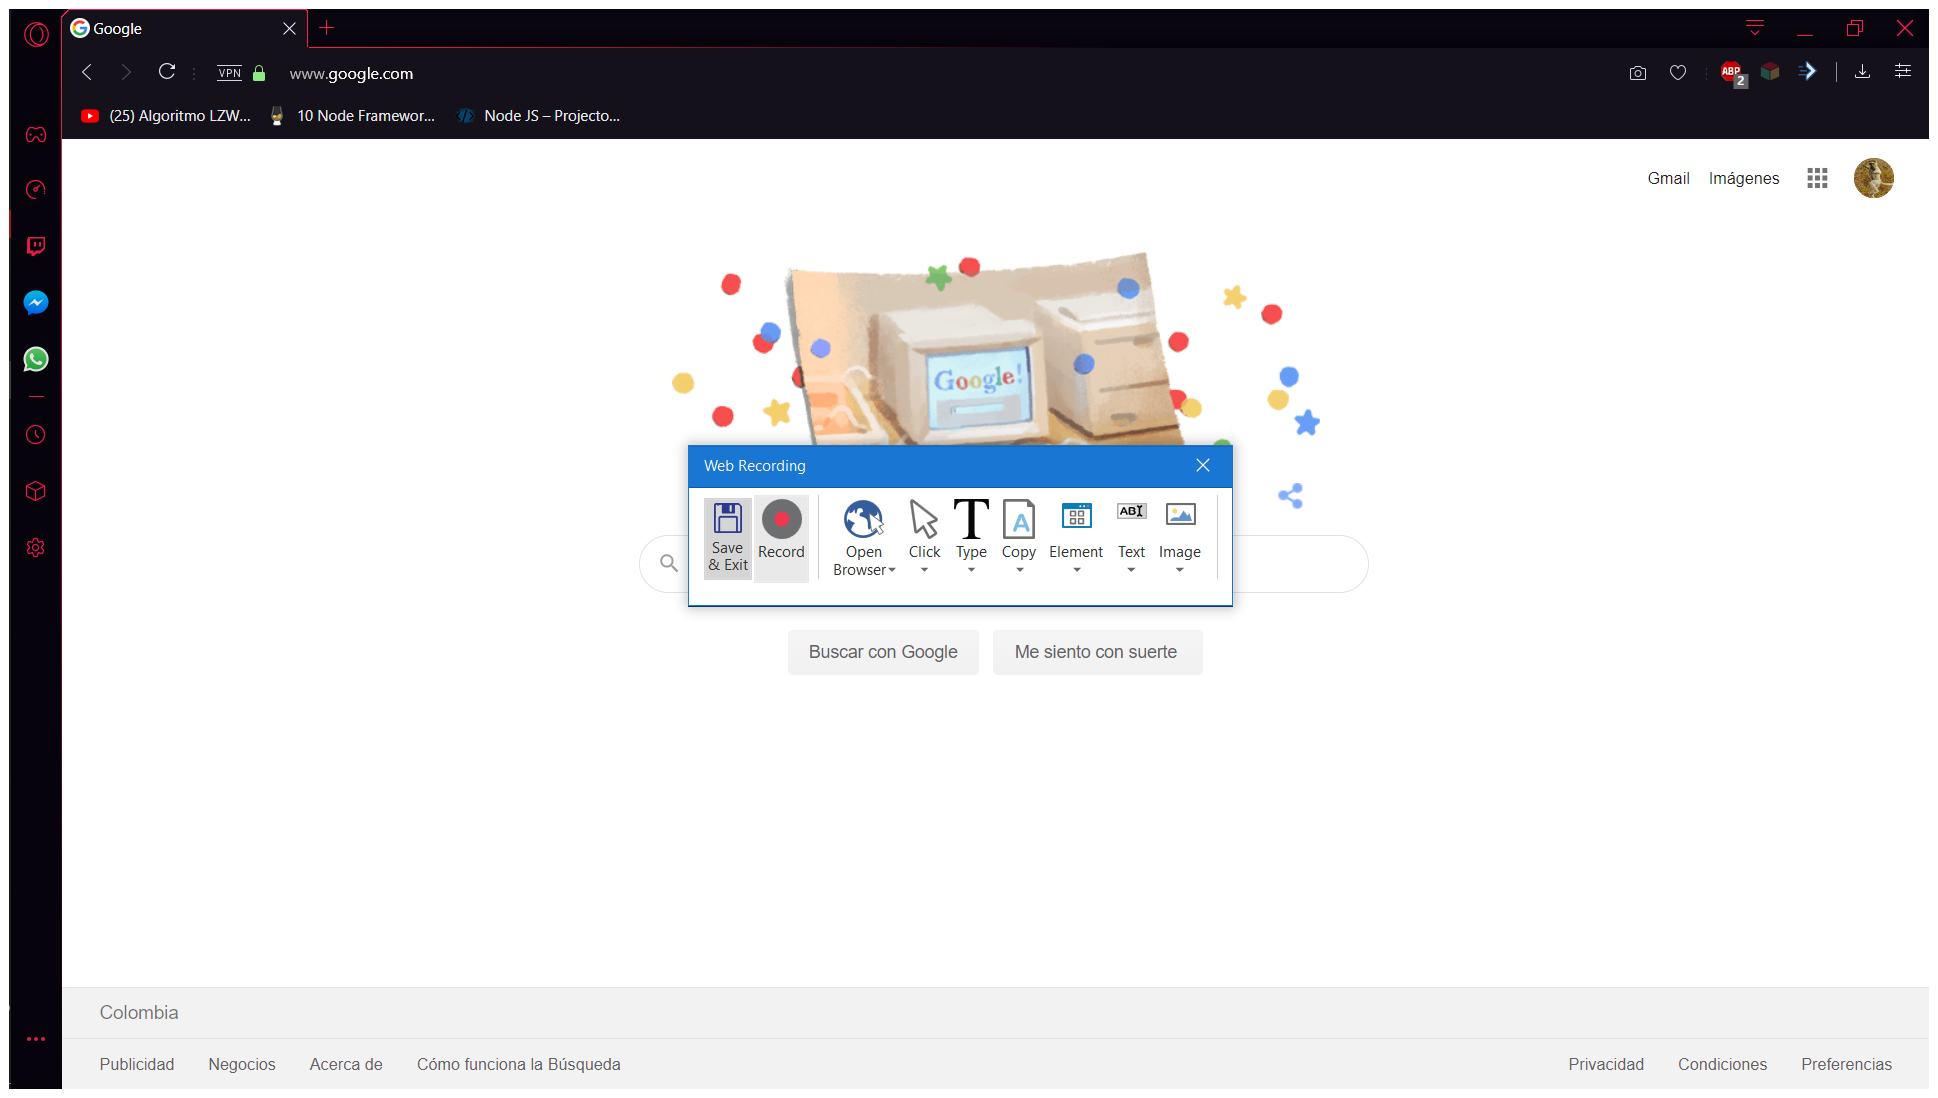 Google
VPN www.google.com ABP 2
(25) Algoritmo LZW... 10 Node Framewor... Node JS – Projecto...
Gmail Imágenes
Google!
Web Recording
Save & Exit Record Open Browser Click Type Copy Element Text Image
T A ABI
Buscar con Google Me siento con suerte
Colombia
Publicidad Negocios Acerca de Cómo funciona la Búsqueda Privacidad Condiciones Preferencias